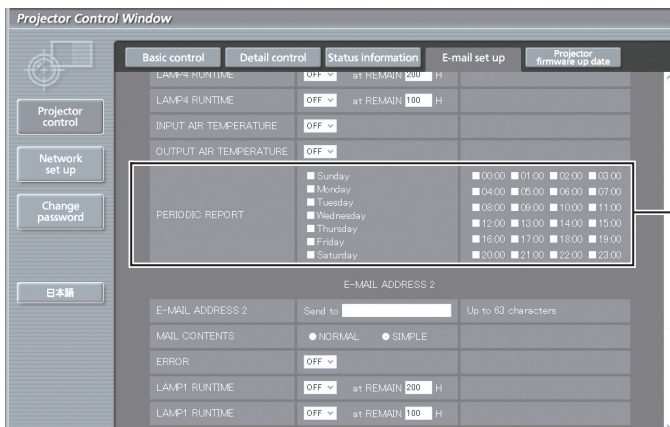 Projector Control Window
Basic control Detail control Status information E-mail set up Projector firmware up date
LAMP4 RUNTIME OFF at REMAIN 200 H
LAMP4 RUNTIME OFF at REMAIN 100 H
INPUT AIR TEMPERATURE OFF
OUTPUT AIR TEMPERATURE OFF
Projector control
Network set up
Change password
日本語
PERIODIC REPORT
Sunday
Monday
Tuesday
Wednesday
Thursday
Friday
Saturday
00:00 01:00 02:00 03:00
04:00 05:00 06:00 07:00
08:00 09:00 10:00 11:00
12:00 13:00 14:00 15:00
16:00 17:00 18:00 19:00
20:00 21:00 22:00 23:00
E-MAIL ADDRESS 2
E-MAIL ADDRESS 2 Send to Up to 63 characters
MAIL CONTENTS NORMAL SIMPLE
ERROR OFF
LAMP1 RUNTIME OFF at REMAIN 200 H
LAMP1 RUNTIME OFF at REMAIN 100 H